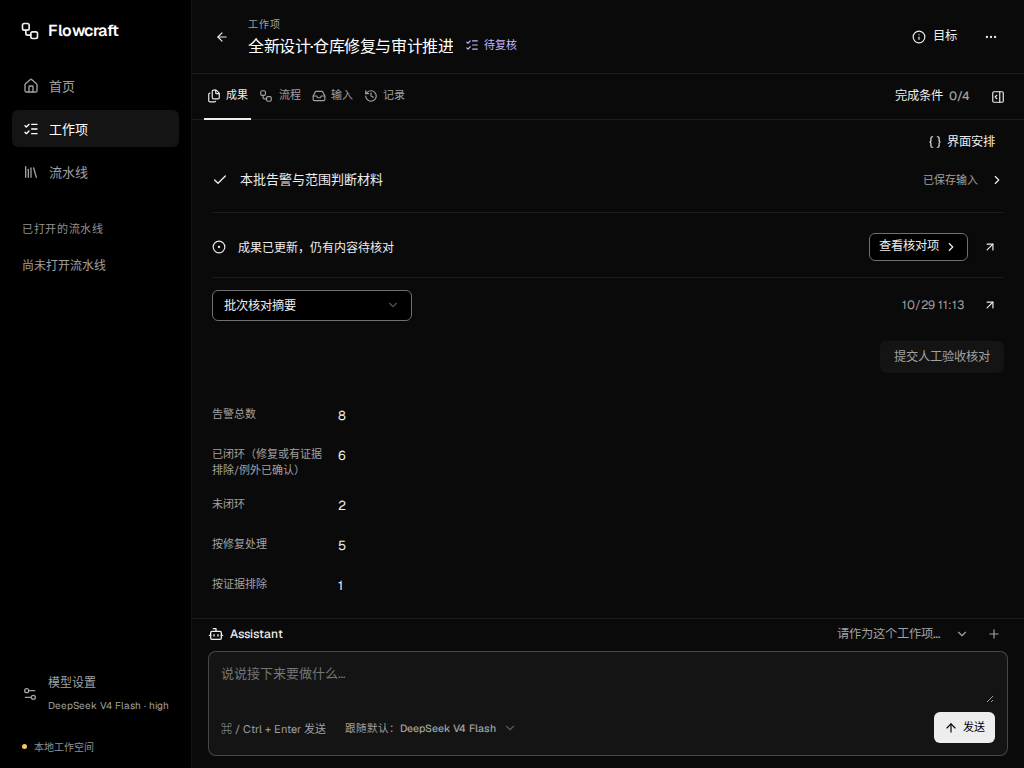 Flowcraft
首页
工作项
流水线
已打开的流水线
尚未打开流水线
模型设置
DeepSeek V4 Flash · high
本地工作空间
工作项
全新设计·仓库修复与审计推进
待复核
目标
成果
流程
输入
记录
完成条件 0/4
界面安排
本批告警与范围判断材料
已保存输入
成果已更新，仍有内容待核对
查看核对项
批次核对摘要
10/29 11:13
提交人工验收核对
告警总数
8
已闭环（修复或有证据
排除/例外已确认）
6
未闭环
2
按修复处理
5
按证据排除
1
Assistant
请作为这个工作项...
说说接下来要做什么...
⌘ / Ctrl + Enter 发送
跟随默认：DeepSeek V4 Flash
发送